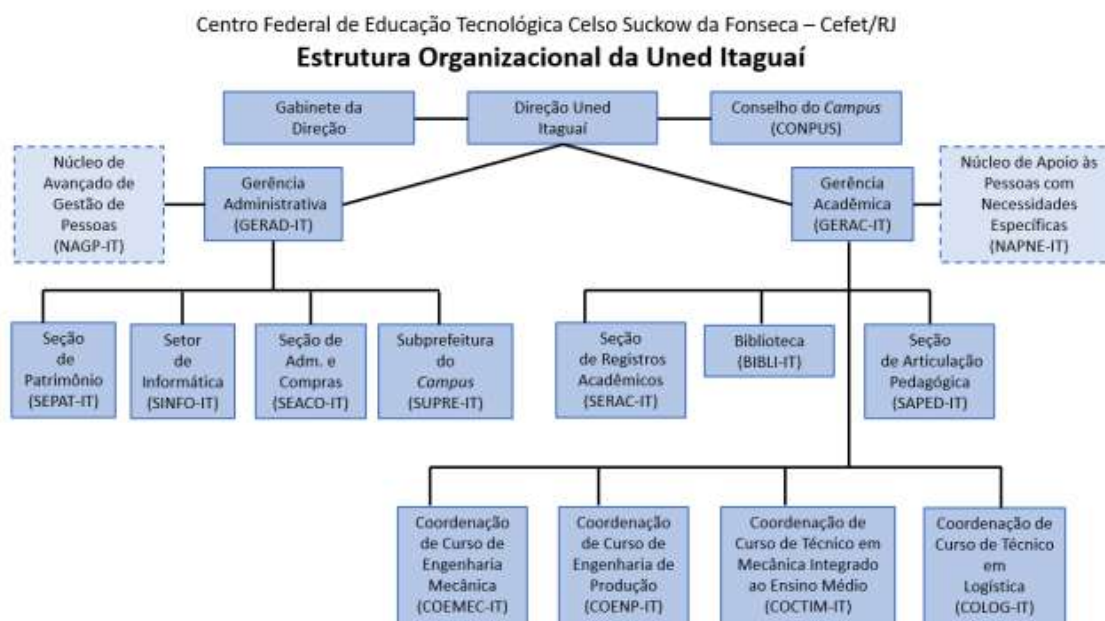 Centro Federal de Educação Tecnológica Celso Suckow da Fonseca – Cefet/RJ
Estrutura Organizacional da Uned Itaguaí
Gabinete da
Direção
Direção Uned
Itaguaí
Conselho do Campus
(CONPUS)
Núcleo de
Avançado de
Gestão de
Pessoas
(NAGP-IT)
Gerência
Administrativa
(GERAD-IT)
Gerência
Acadêmica
(GERAC-IT)
Núcleo de Apoio às
Pessoas com
Necessidades
Específicas
(NAPNE-IT)
Seção
de
Patrimônio
(SEPAT-IT)
Setor
de
Informática
(SINFO-IT)
Seção de
Adm. e
Compras
(SEACO-IT)
Subprefeitura
do
Campus
(SUPRE-IT)
Seção
de Registros
Acadêmicos
(SERAC-IT)
Biblioteca
(BIBLI-IT)
Seção
de Articulação
Pedagógica
(SAPED-IT)
Coordenação
de Curso de
Engenharia
Mecânica
(COEMEC-IT)
Coordenação
de Curso de
Engenharia de
Produção
(COENP-IT)
Coordenação de
Curso de Técnico em
Mecânica Integrado
ao Ensino Médio
(COCTIM-IT)
Coordenação de
Curso de Técnico
em
Logística
(COLOG-IT)